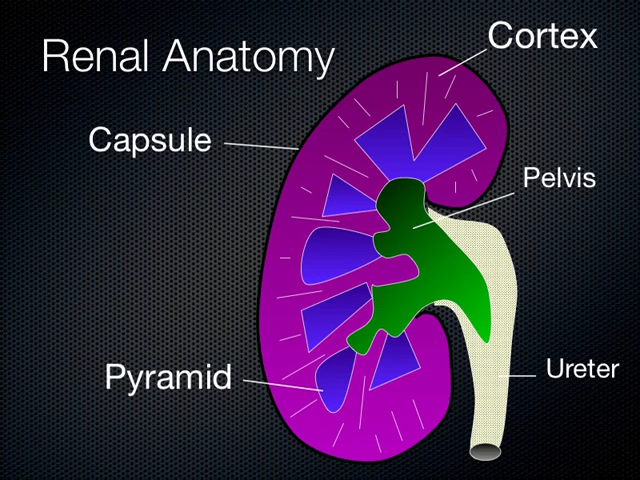 Renal Anatomy
Cortex
Capsule
Pelvis
Pyramid
Ureter